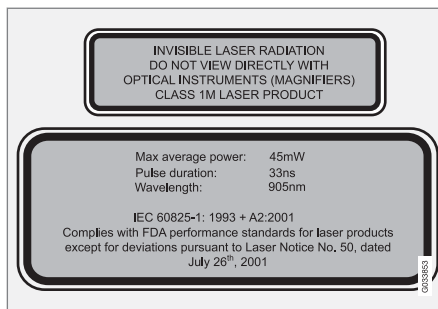 INVISIBLE LASER RADIATION
DO NOT VIEW DIRECTLY WITH
OPTICAL INSTRUMENTS (MAGNIFIERS)
CLASS 1M LASER PRODUCT
Max average power: 45mW
Pulse duration: 33ns
Wavelength: 905nm
IEC 60825-1: 1993 + A2:2001
Complies with FDA performance standards for laser products
except for deviations pursuant to Laser Notice No. 50, dated
July 26th, 2001
G033853